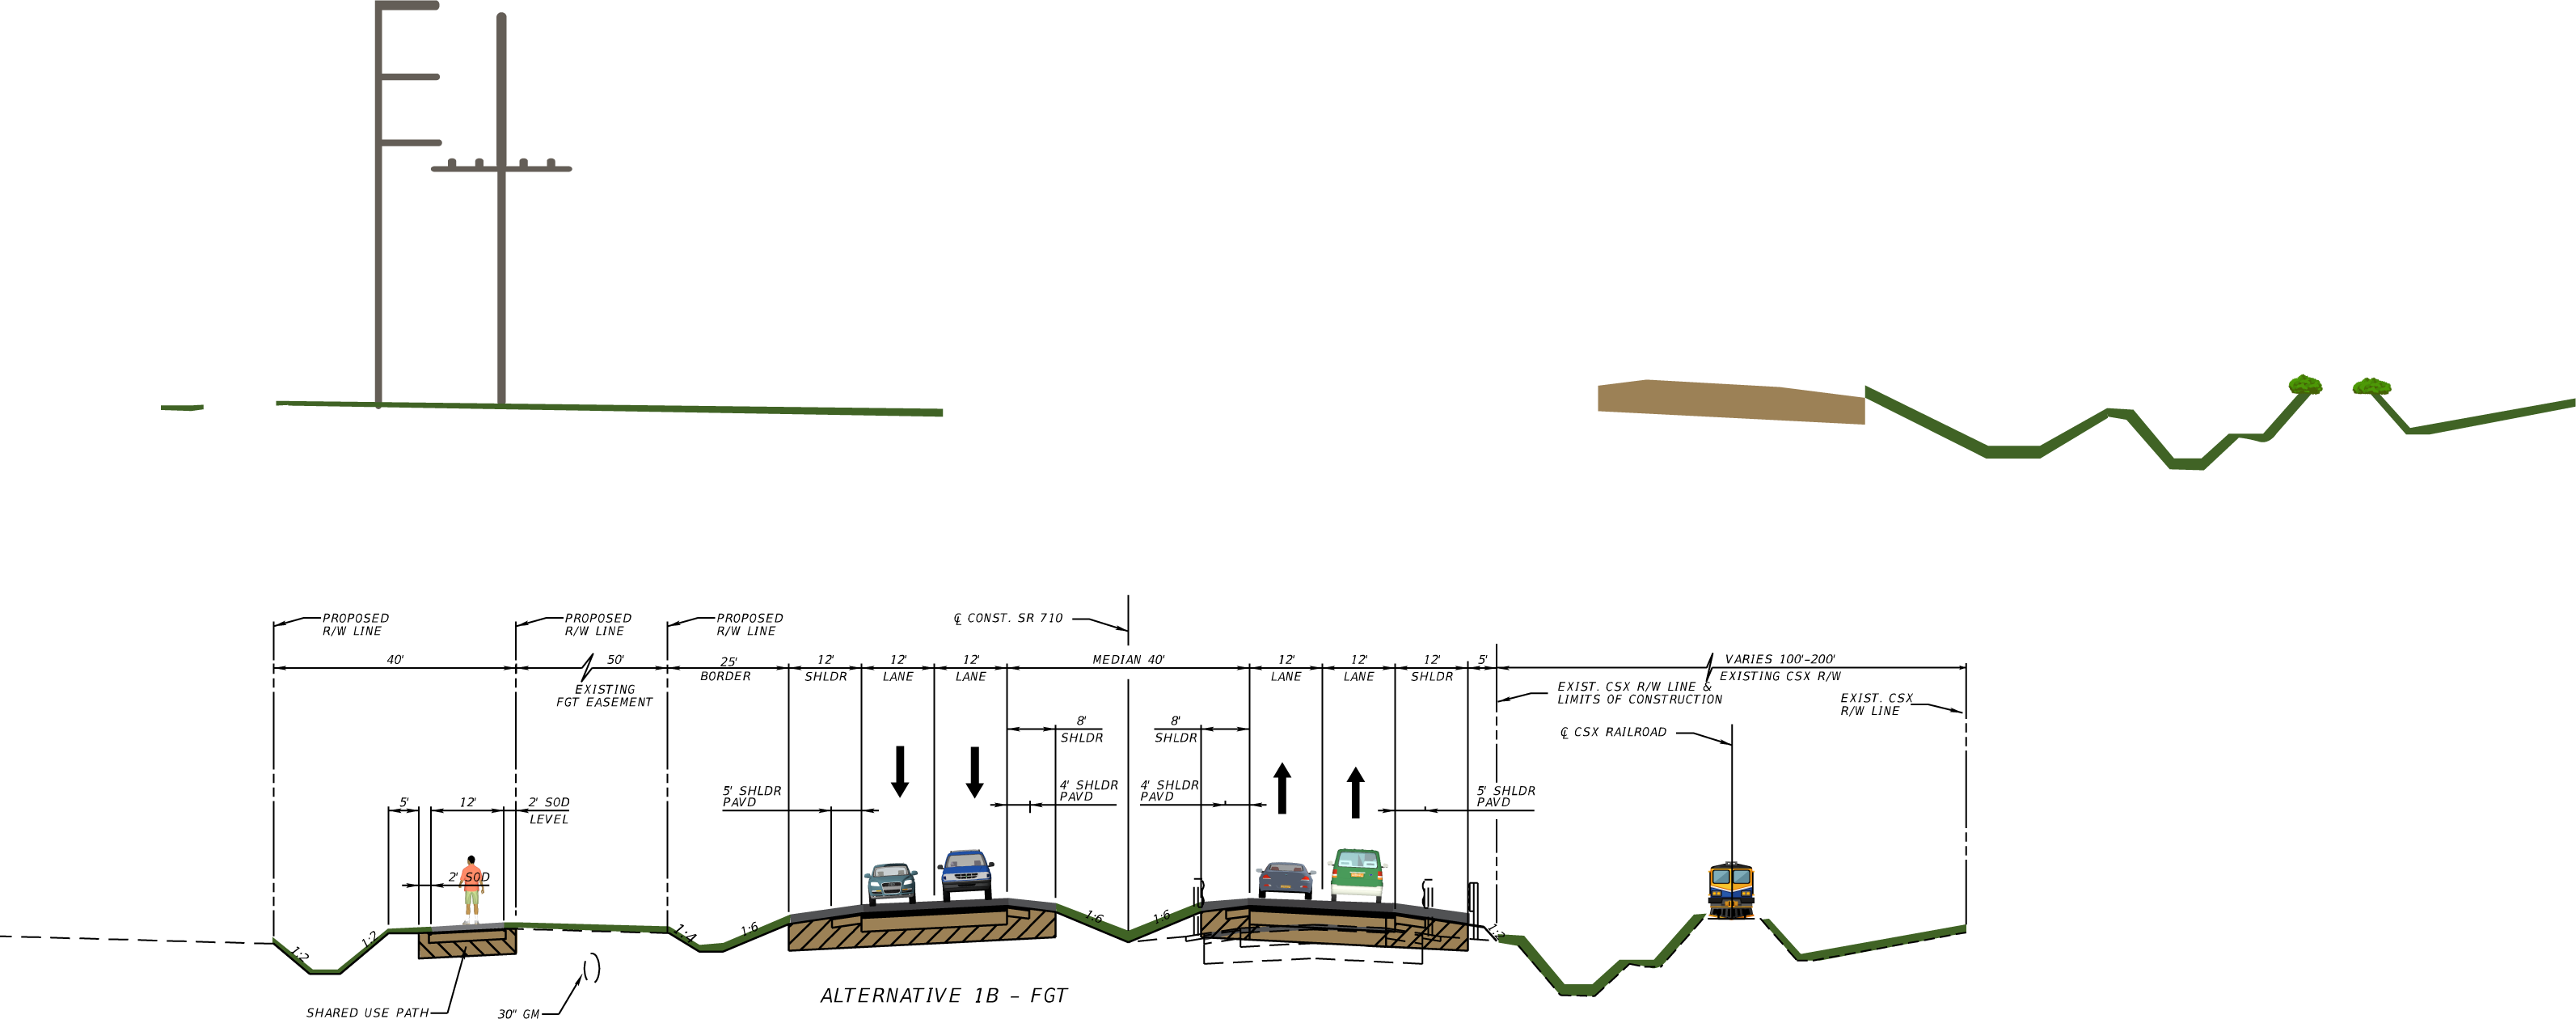 PROPOSED
R/W LINE
PROPOSED
R/W LINE
PROPOSED
R/W LINE
℄ CONST. SR 710
40'
50'
EXISTING
FGT EASEMENT
25'
BORDER
12'
SHLDR
12'
LANE
12'
LANE
MEDIAN 40'
12'
LANE
12'
LANE
12'
SHLDR
5'
VARIES 100'-200'
EXISTING CSX R/W
EXIST. CSX R/W LINE &
LIMITS OF CONSTRUCTION
EXIST. CSX
R/W LINE
8'
SHLDR
8'
SHLDR
℄ CSX RAILROAD
5'
12'
2' SOD
LEVEL
5' SHLDR
PAVD
4' SHLDR
PAVD
4' SHLDR
PAVD
5' SHLDR
PAVD
2' SOD
1:2
1:2
1:4
1:6
1:6
1:6
1:2
SHARED USE PATH
30" GM
ALTERNATIVE 1B - FGT